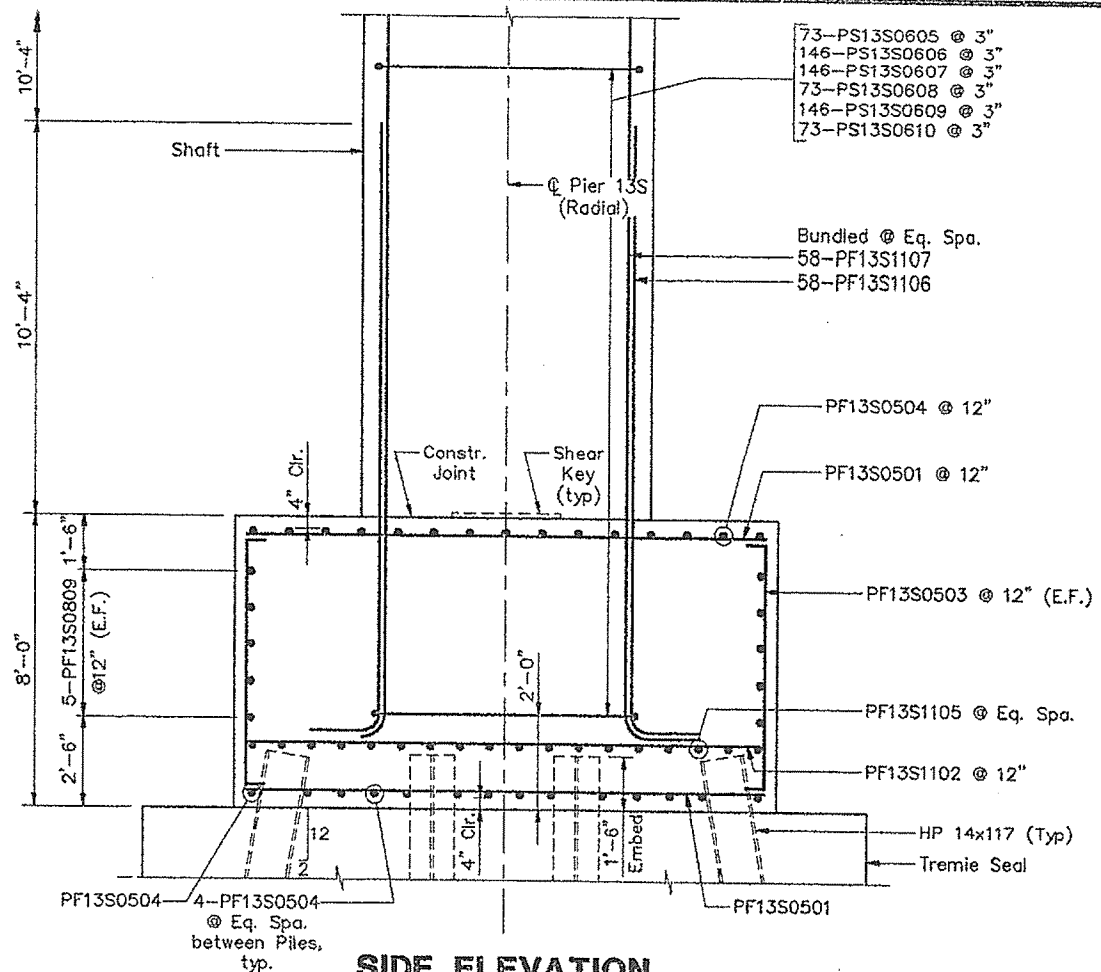 73-PS13S0605 @ 3"
146-PS13S0606 @ 3"
146-PS13S0607 @ 3"
73-PS13S0608 @ 3"
146-PS13S0609 @ 3"
73-PS13S0610 @ 3"
10'-4"
Shaft
℄ Pier 13S
(Radial)
Bundled @ Eq. Spa.
58-PF13S1107
58-PF13S1106
10'-4"
PF13S0504 @ 12"
4" Clr.
Constr.
Joint
Shear
Key
(typ)
PF13S0501 @ 12"
1'-6"
PF13S0503 @ 12" (E.F.)
8'-0"
5-PF13S0809
@12" (E.F.)
2'-0"
PF13S1105 @ Eq. Spa.
2'-6"
PF13S1102 @ 12"
12
2
4" Clr.
1'-6"
Embed
HP 14x117 (Typ)
Tremie Seal
PF13S0504
4-PF13S0504
@ Eq. Spa.
between Piles,
typ.
PF13S0501
SIDE ELEVATION